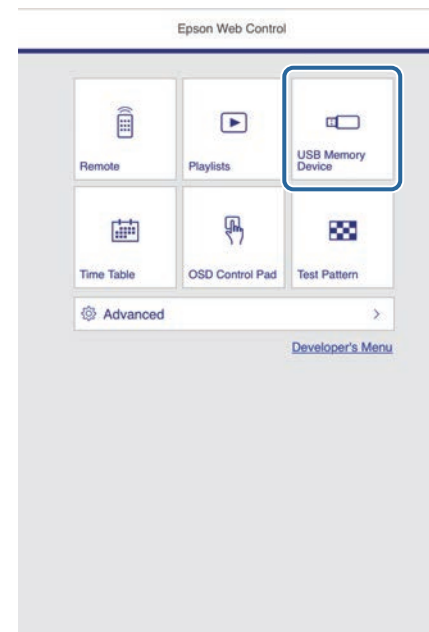 Epson Web Control
Remote
Playlists
USB Memory
Device
Time Table
OSD Control Pad
Test Pattern
Advanced
Developer's Menu